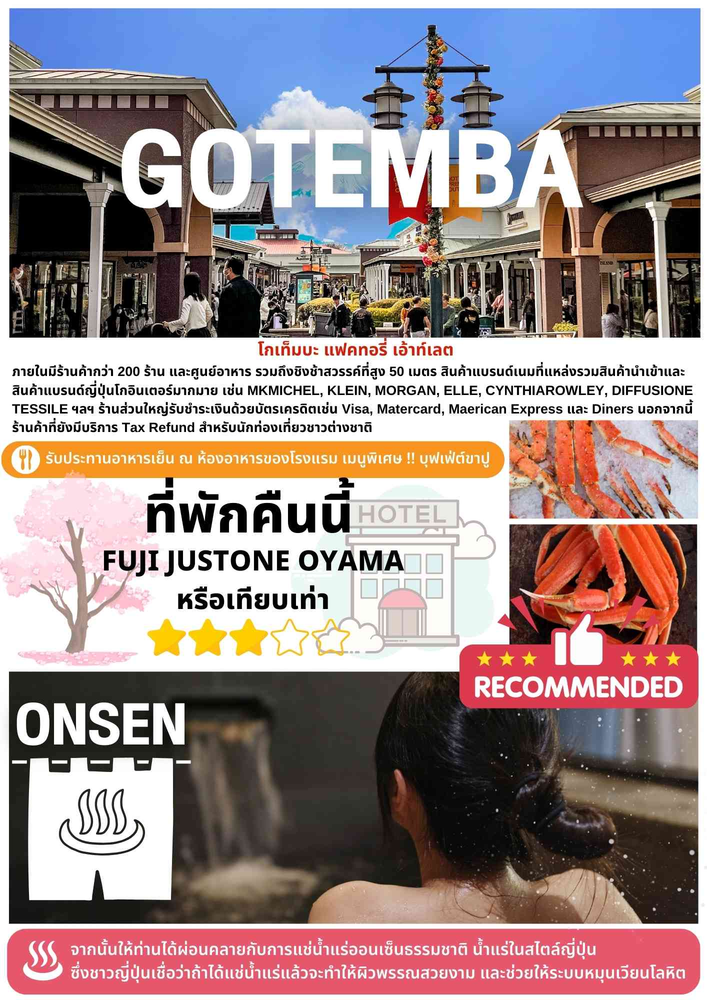 GOTEMBA
โกเท็มบะ แฟคทอรี่ เอ้าท์เลต
ภายในมีร้านค้ากว่า 200 ร้าน และศูนย์อาหาร รวมถึงชิงช้าสวรรค์ที่สูง 50 เมตร สินค้าแบรนด์เนมที่แหล่งรวมสินค้านำเข้าและ
สินค้าแบรนด์ญี่ปุ่นโกอินเตอร์มากมาย เช่น MKMICHEL, KLEIN, MORGAN, ELLE, CYNTHIAROWLEY, DIFFUSIONE
TESSILE ฯลฯ ร้านส่วนใหญ่รับชำระเงินด้วยบัตรเครดิตเช่น Visa, Matercard, Maerican Express และ Diners นอกจากนี้
ร้านค้าที่ยังมีบริการ Tax Refund สำหรับนักท่องเที่ยวชาวต่างชาติ
รับประทานอาหารเย็น ณ ห้องอาหารของโรงแรม เมนูพิเศษ !! บุฟเฟ่ต์ขาปู
ที่พักคืนนี้
HOTEL
FUJI JUSTONE OYAMA
หรือเทียบเท่า
RECOMMENDED
ONSEN
จากนั้นให้ท่านได้ผ่อนคลายกับการแช่น้ำแร่ออนเซ็นธรรมชาติ น้ำแร่ในสไตล์ญี่ปุ่น
ซึ่งชาวญี่ปุ่นเชื่อว่าถ้าได้แช่น้ำแร่แล้วจะทำให้ผิวพรรณสวยงาม และช่วยให้ระบบหมุนเวียนโลหิต